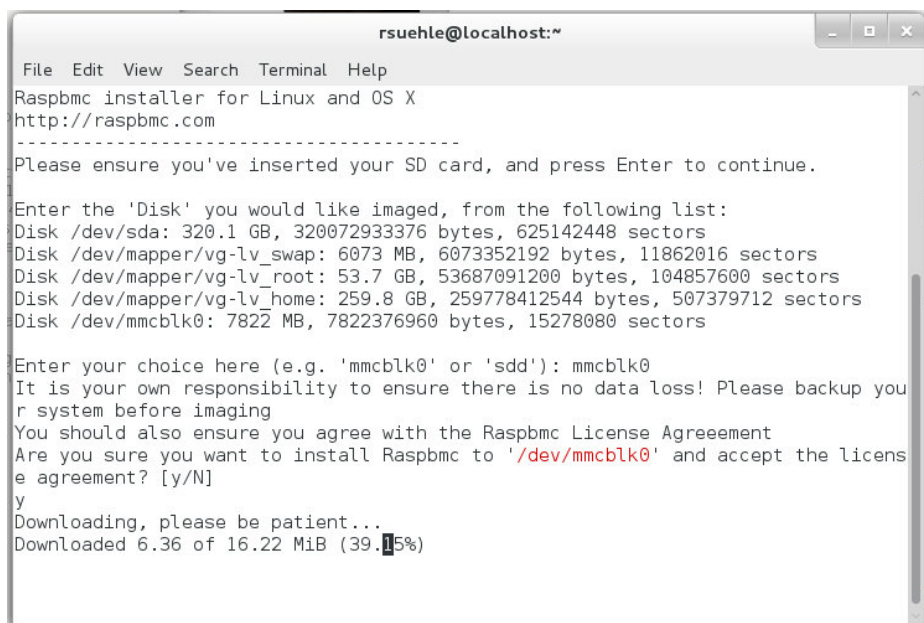 rsuehle@localhost:~
File Edit View Search Terminal Help
Raspbmc installer for Linux and OS X
http://raspbmc.com
----------------------------------------
Please ensure you've inserted your SD card, and press Enter to continue.
Enter the 'Disk' you would like imaged, from the following list:
Disk /dev/sda: 320.1 GB, 320072933376 bytes, 625142448 sectors
Disk /dev/mapper/vg-lv_swap: 6073 MB, 6073352192 bytes, 11862016 sectors
Disk /dev/mapper/vg-lv_root: 53.7 GB, 53687091200 bytes, 104857600 sectors
Disk /dev/mapper/vg-lv_home: 259.8 GB, 259778412544 bytes, 507379712 sectors
Disk /dev/mmcblk0: 7822 MB, 7822376960 bytes, 15278080 sectors
Enter your choice here (e.g. 'mmcblk0' or 'sdd'): mmcblk0
It is your own responsibility to ensure there is no data loss! Please backup you
r system before imaging
You should also ensure you agree with the Raspbmc License Agreeement
Are you sure you want to install Raspbmc to '/dev/mmcblk0' and accept the licens
e agreement? [y/N]
y
Downloading, please be patient...
Downloaded 6.36 of 16.22 MiB (39.15%)